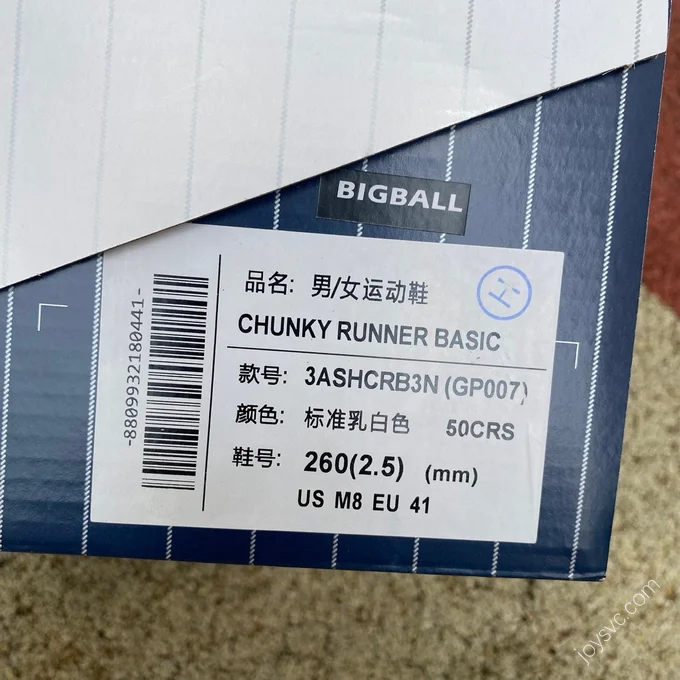 BIGBALL
品名: 男/女运动鞋
CHUNKY RUNNER BASIC
款号: 3ASHCRB3N (GP007)
颜色: 标准乳白色 50CRS
鞋号: 260(2.5) (mm)
US M8 EU 41
-8809932180441-
joysvc.com